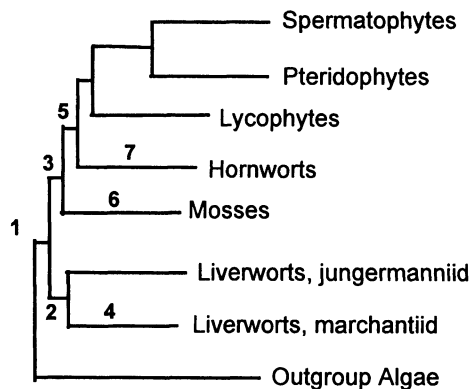 Spermatophytes
Pteridophytes
5
Lycophytes
7
Hornworts
3
6
Mosses
1
Liverworts, jungermanniid
2
4
Liverworts, marchantiid
Outgroup Algae